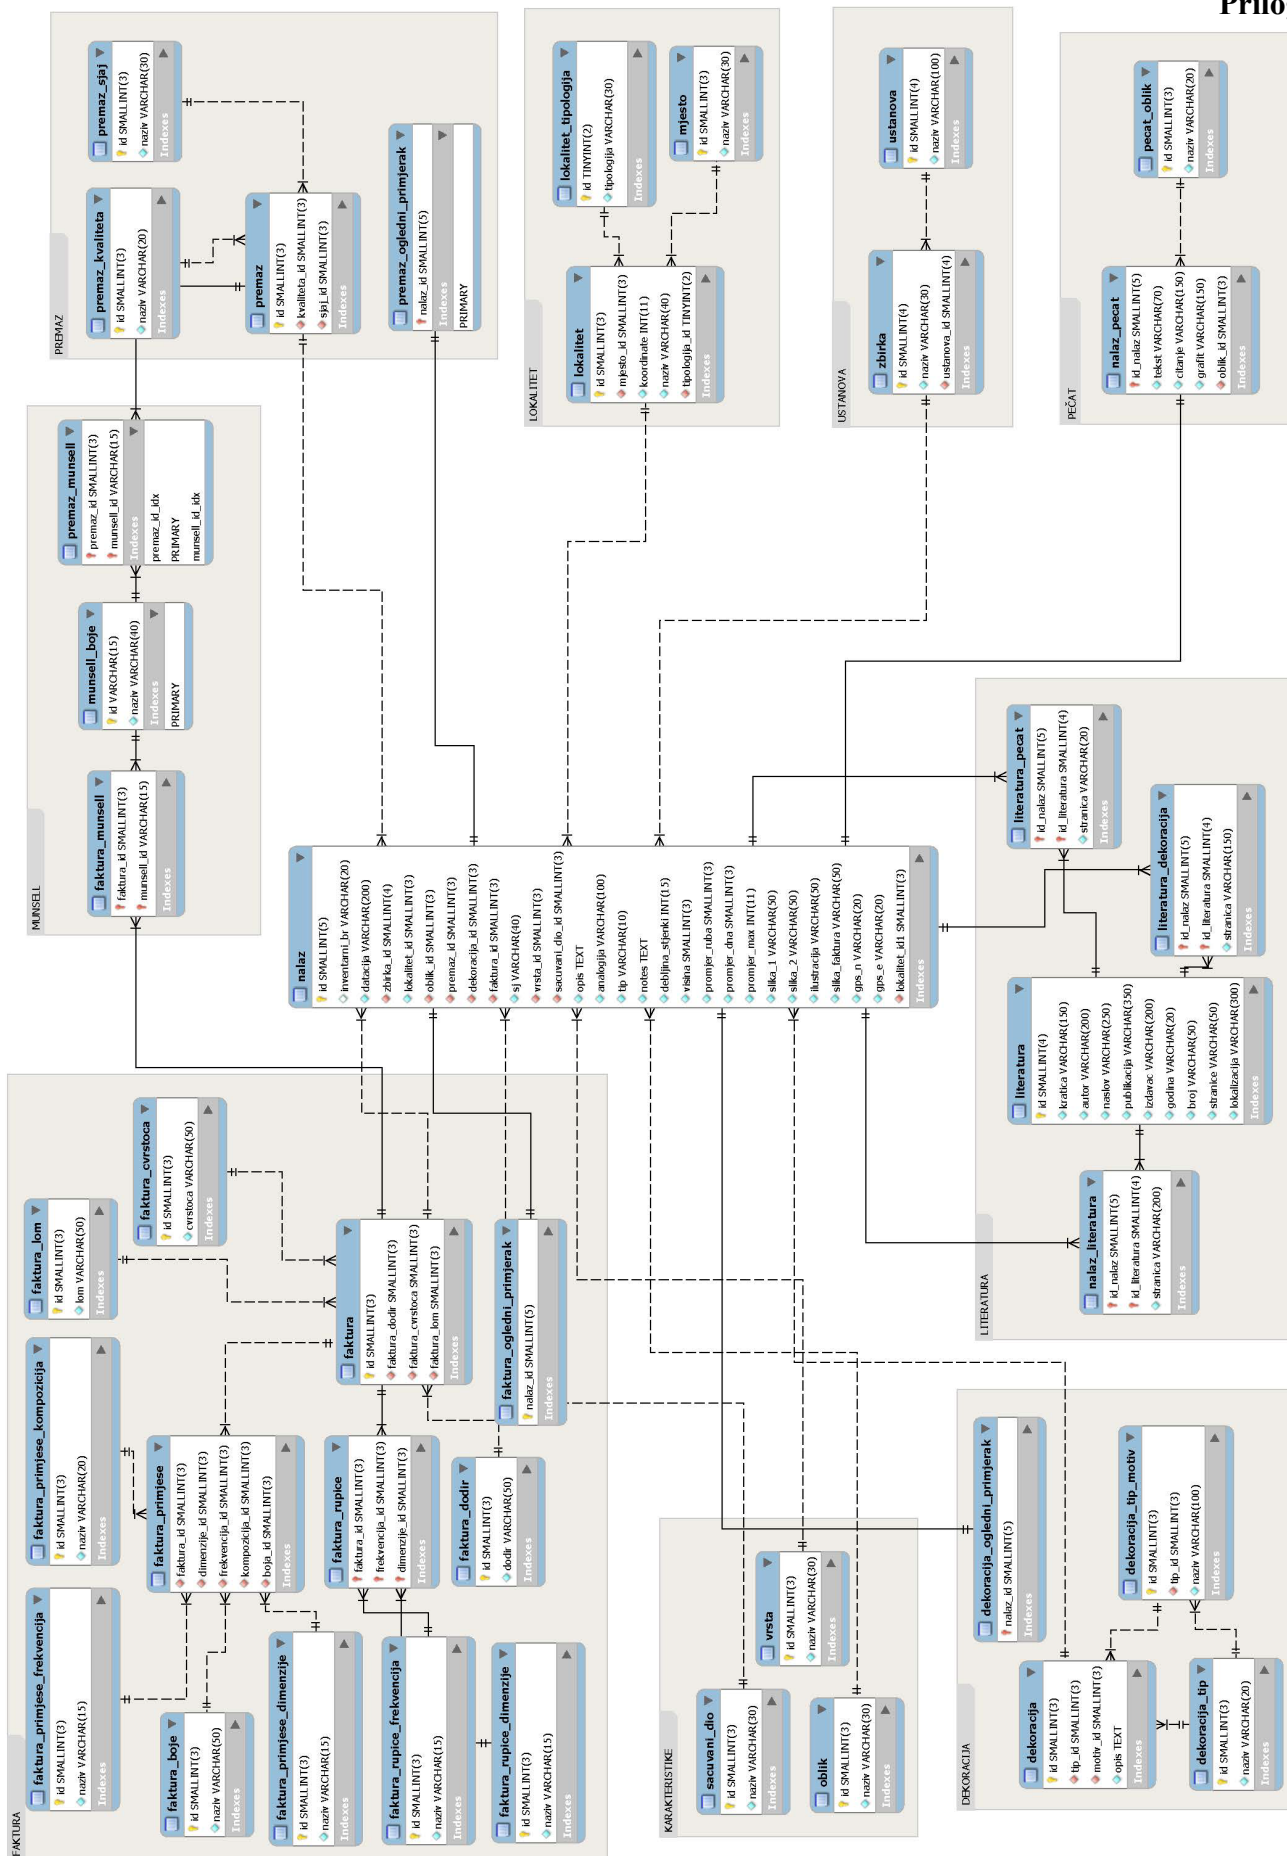 Prilo
FAKTURA
faktura_primjese_frekvencija
id SMALLINT(3)
naziv VARCHAR(15)
Indexes
faktura_primjese_kompozicija
id SMALLINT(3)
naziv VARCHAR(20)
Indexes
faktura_lom
id SMALLINT(3)
lom VARCHAR(50)
Indexes
faktura_cvrstoca
id SMALLINT(3)
cvrstoca VARCHAR(50)
Indexes
faktura_boje
id SMALLINT(3)
naziv VARCHAR(50)
Indexes
faktura_primjese
faktura_id SMALLINT(3)
dimenzije_id SMALLINT(3)
frekvencija_id SMALLINT(3)
kompozicija_id SMALLINT(3)
boja_id SMALLINT(3)
Indexes
faktura_primjese_dimenzije
id SMALLINT(3)
naziv VARCHAR(15)
Indexes
faktura
id SMALLINT(3)
faktura_dodir SMALLINT(3)
faktura_cvrstoca SMALLINT(3)
faktura_lom SMALLINT(3)
Indexes
faktura_rupice
faktura_id SMALLINT(3)
frekvencija_id SMALLINT(3)
dimenzije_id SMALLINT(3)
Indexes
faktura_rupice_frekvencija
id SMALLINT(3)
naziv VARCHAR(15)
Indexes
faktura_dodir
id SMALLINT(3)
dodir VARCHAR(50)
Indexes
faktura_ogledni_primjerak
nalaz_id SMALLINT(5)
Indexes
faktura_rupice_dimenzije
id SMALLINT(3)
naziv VARCHAR(15)
Indexes
MUNSELL
faktura_munsell
faktura_id SMALLINT(3)
munsell_id VARCHAR(15)
Indexes
munsell_boje
id VARCHAR(15)
naziv VARCHAR(40)
Indexes
PRIMARY
premaz_munsell
premaz_id SMALLINT(3)
munsell_id VARCHAR(15)
Indexes
premaz_id_idx
PRIMARY
munsell_id_idx
PREMAZ
premaz_kvaliteta
id SMALLINT(3)
naziv VARCHAR(20)
Indexes
premaz_sjaj
id SMALLINT(3)
naziv VARCHAR(30)
Indexes
premaz
id SMALLINT(3)
kvaliteta_id SMALLINT(3)
sjaj_id SMALLINT(3)
Indexes
premaz_ogledni_primjerak
nalaz_id SMALLINT(5)
Indexes
PRIMARY
nalaz
id SMALLINT(5)
inventarni_br VARCHAR(20)
datacija VARCHAR(200)
zbirka_id SMALLINT(4)
lokalitet_id SMALLINT(3)
oblik_id SMALLINT(3)
premaz_id SMALLINT(3)
dekoracija_id SMALLINT(3)
faktura_id SMALLINT(3)
sj VARCHAR(40)
vrsta_id SMALLINT(3)
sacuvani_dio_id SMALLINT(3)
opis TEXT
analogija VARCHAR(100)
tip VARCHAR(10)
notes TEXT
debljina_stjenki INT(15)
visina SMALLINT(3)
promjer_ruba SMALLINT(3)
promjer_dna SMALLINT(3)
promjer_max INT(11)
slika_1 VARCHAR(50)
slika_2 VARCHAR(50)
ilustracija VARCHAR(50)
slika_faktura VARCHAR(50)
gps_n VARCHAR(20)
gps_e VARCHAR(20)
lokalitet_id1 SMALLINT(3)
Indexes
LOKALITET
lokalitet
id SMALLINT(3)
mjesto_id SMALLINT(3)
koordinate INT(11)
naziv VARCHAR(40)
tipologija_id TINYINT(2)
Indexes
lokalitet_tipologija
id TINYINT(2)
tipologija VARCHAR(30)
Indexes
mjesto
id SMALLINT(3)
naziv VARCHAR(30)
Indexes
KARAKTERISTIKE
sacuvani_dio
id SMALLINT(3)
naziv VARCHAR(30)
Indexes
vrsta
id SMALLINT(3)
naziv VARCHAR(30)
Indexes
oblik
id SMALLINT(3)
naziv VARCHAR(30)
Indexes
USTANOVA
zbirka
id SMALLINT(4)
naziv VARCHAR(30)
ustanova_id SMALLINT(4)
Indexes
ustanova
id SMALLINT(4)
naziv VARCHAR(100)
Indexes
DEKORACIJA
dekoracija_ogledni_primjerak
nalaz_id SMALLINT(5)
Indexes
dekoracija
id SMALLINT(3)
tip_id SMALLINT(3)
motiv_id SMALLINT(3)
opis TEXT
Indexes
dekoracija_tip_motiv
id SMALLINT(3)
tip_id SMALLINT(3)
naziv VARCHAR(100)
Indexes
dekoracija_tip
id SMALLINT(3)
naziv VARCHAR(20)
Indexes
LITERATURA
nalaz_literatura
id_nalaz SMALLINT(5)
id_literatura SMALLINT(4)
stranica VARCHAR(200)
Indexes
literatura
id SMALLINT(4)
kratica VARCHAR(150)
autor VARCHAR(200)
naslov VARCHAR(250)
publikacija VARCHAR(350)
izdavac VARCHAR(200)
godina VARCHAR(20)
broj VARCHAR(50)
stranice VARCHAR(50)
lokalizacija VARCHAR(300)
Indexes
literatura_pecat
id_nalaz SMALLINT(5)
id_literatura SMALLINT(4)
stranica VARCHAR(20)
Indexes
literatura_dekoracija
id_nalaz SMALLINT(5)
id_literatura SMALLINT(4)
stranica VARCHAR(150)
Indexes
PEČAT
nalaz_pecat
id_nalaz SMALLINT(5)
tekst VARCHAR(70)
citanje VARCHAR(150)
grafit VARCHAR(150)
oblik_id SMALLINT(3)
Indexes
pecat_oblik
id SMALLINT(3)
naziv VARCHAR(20)
Indexes